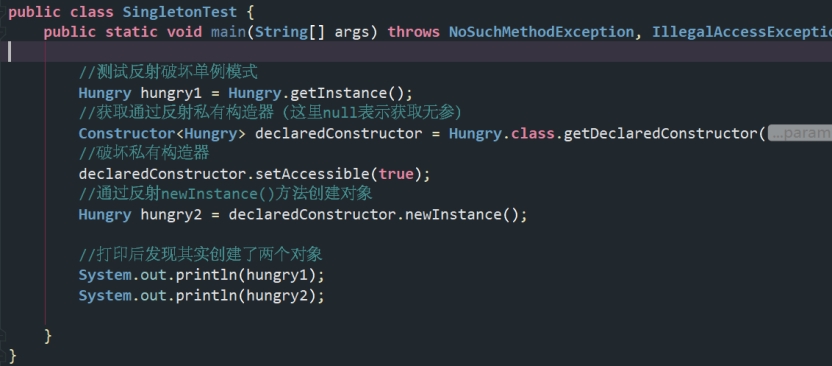 public class SingletonTest {
public static void main(String[] args) throws NoSuchMethodException, IllegalAccessExceptio
//测试反射破坏单例模式
Hungry hungry1 = Hungry.getInstance();
//获取通过反射私有构造器 (这里null表示获取无参)
Constructor<Hungry> declaredConstructor = Hungry.class.getDeclaredConstructor( ...param
//破坏私有构造器
declaredConstructor.setAccessible(true);
//通过反射newInstance()方法创建对象
Hungry hungry2 = declaredConstructor.newInstance();
//打印后发现其实创建了两个对象
System.out.println(hungry1);
System.out.println(hungry2);
}
}